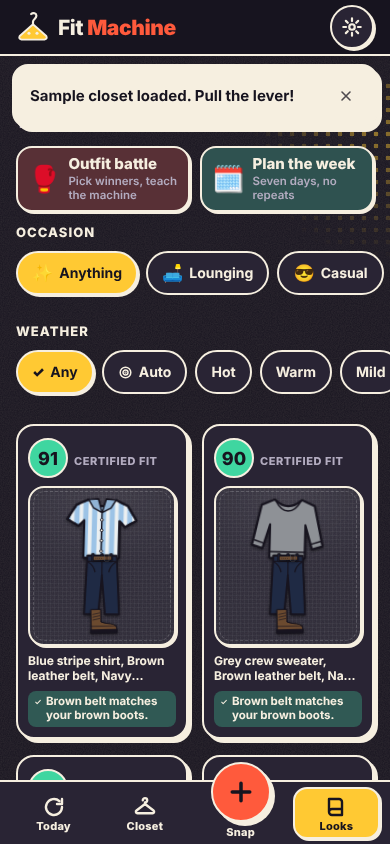 Fit Machine
Sample closet loaded. Pull the lever!
Outfit battle
Pick winners, teach
the machine
Plan the week
Seven days, no
repeats
OCCASION
Anything
Lounging
Casual
WEATHER
Any
Auto
Hot
Warm
Mild
91 CERTIFIED FIT
Blue stripe shirt, Brown
leather belt, Navy...
Brown belt matches
your brown boots.
90 CERTIFIED FIT
Grey crew sweater,
Brown leather belt, Na...
Brown belt matches
your brown boots.
Today
Closet
Snap
Looks